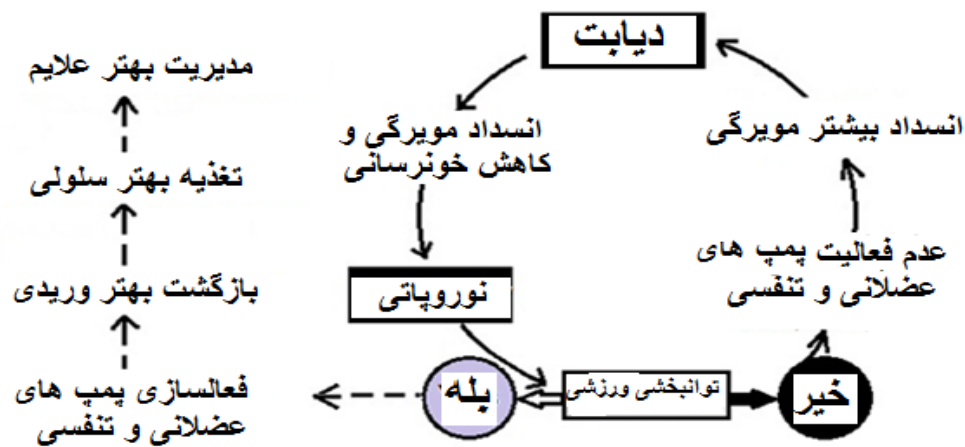 دیابت
انسداد مویرگی و
کاهش خونرسانی
نوروپاتی
توانبخشی ورزشی
خیر
عدم فعالیت پمپ های
عضلانی و تنفسی
انسداد بیشتر مویرگی
بله
فعالسازی پمپ های
عضلانی و تنفسی
بازگشت بهتر وریدی
تغذیه بهتر سلولی
مدیریت بهتر علایم